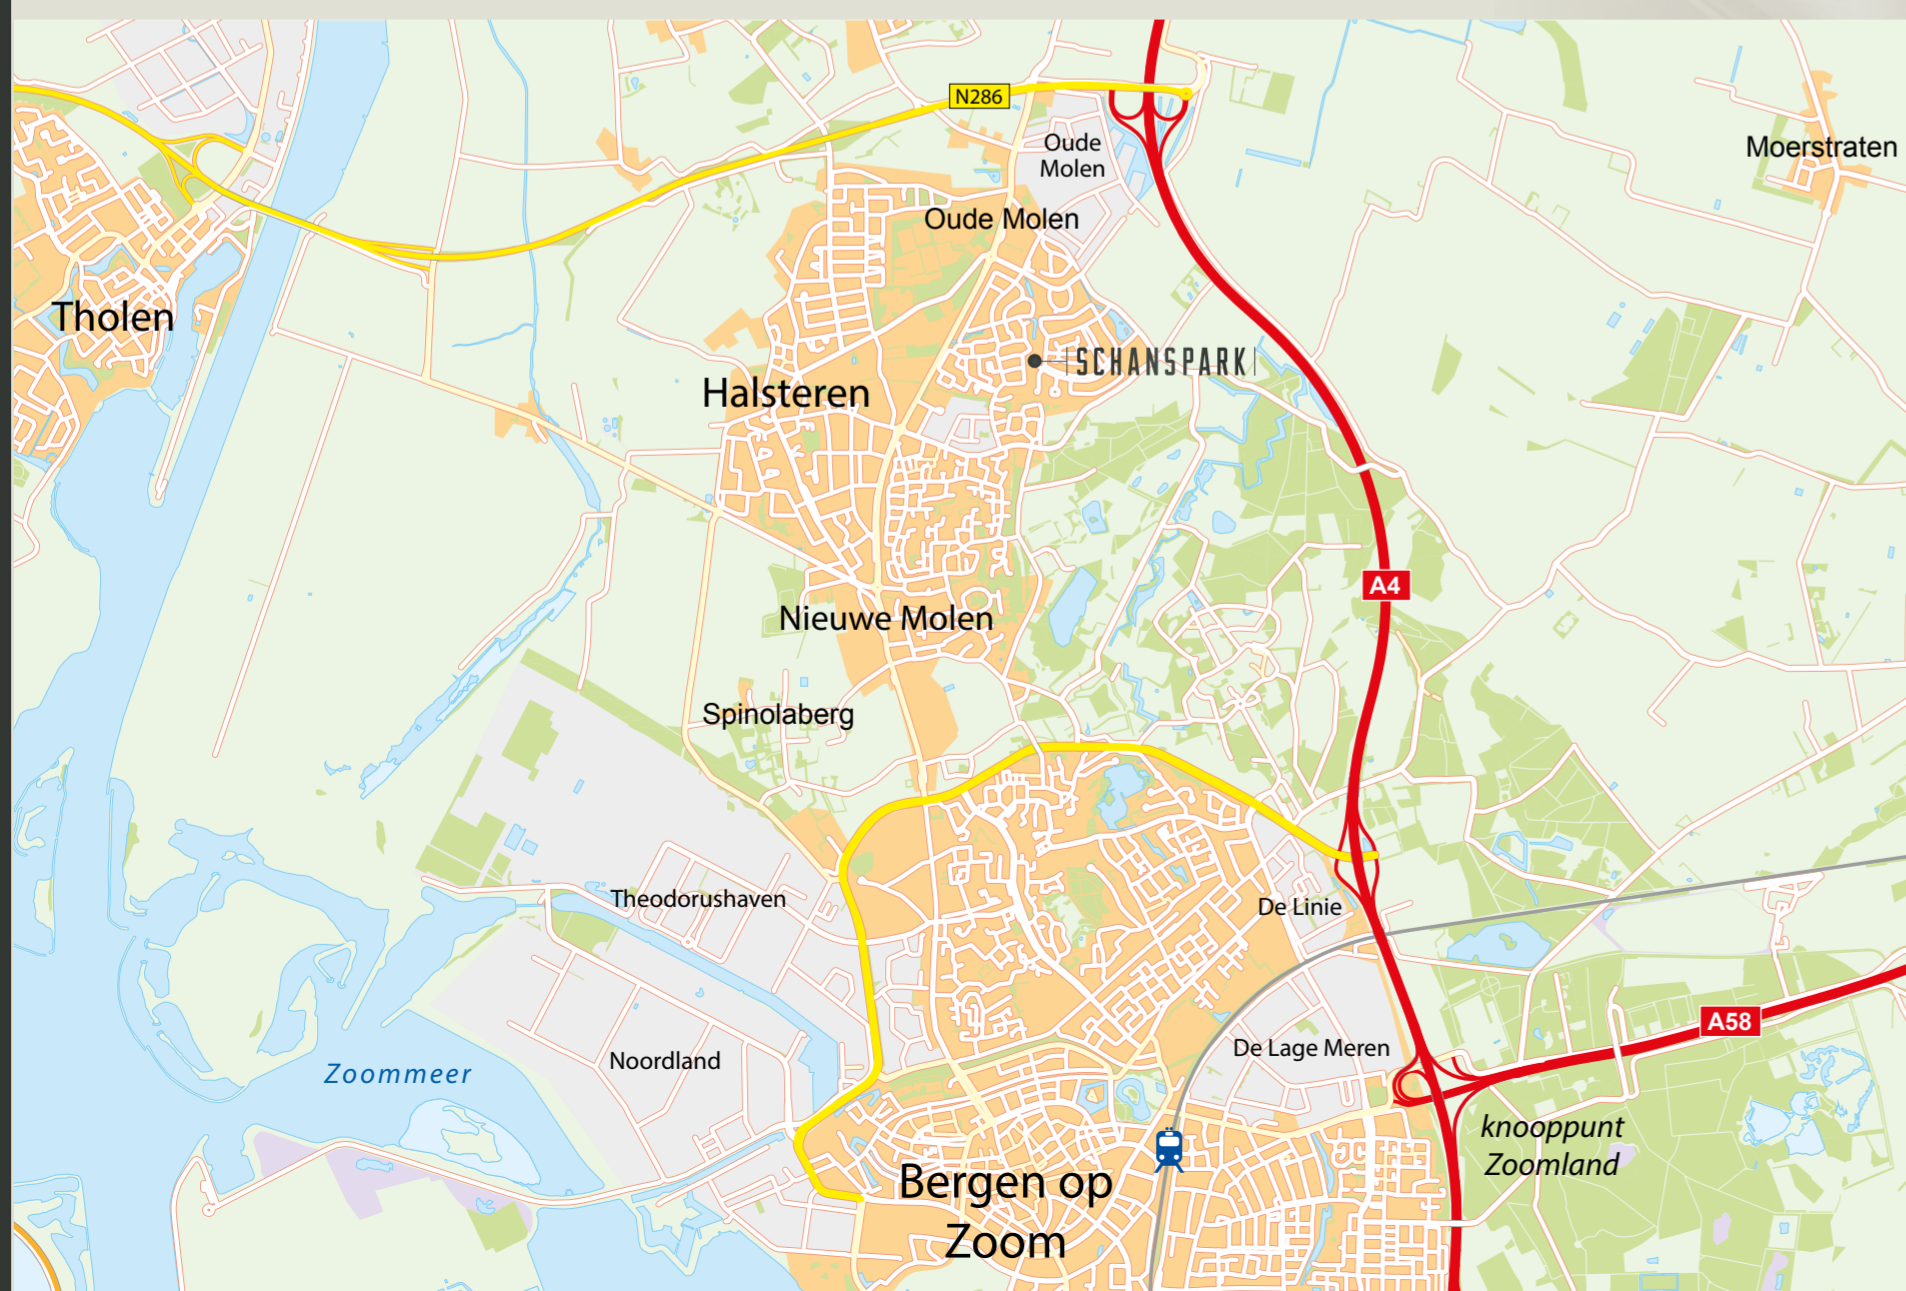 N286
Oude
Molen
Moerstraten
Oude Molen
Tholen
SCHANSPARK
Halsteren
A4
Nieuwe Molen
Spinolaberg
Theodorushaven
De Linie
A58
De Lage Meren
Noordland
Zoommeer
knooppunt
Zoomland
Bergen op
Zoom